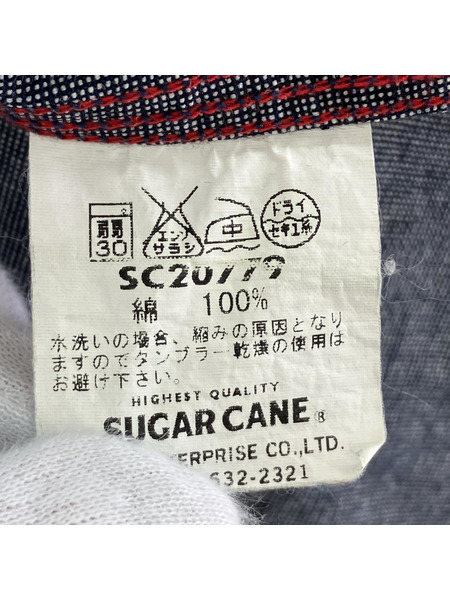 弱 30 エンソ サラシ 中 ドライ セキユ系
SC20779
綿 100%
水洗いの場合、縮みの原因となり
ますのでタンブラー乾燥の使用は
お避け下さい。
HIGHEST QUALITY
SUGAR CANE®
ERPRISE CO.,LTD.
632-2321